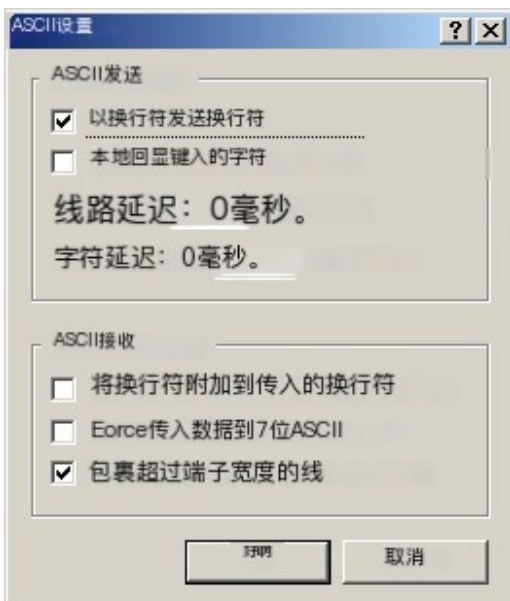 ASCII设置
ASCII发送
以换行符发送换行符
本地回显键入的字符
线路延迟：0毫秒。
字符延迟：0毫秒。
ASCII接收
将换行符附加到传入的换行符
Eorce传入数据到7位ASCII
包裹超过端子宽度的线
取消